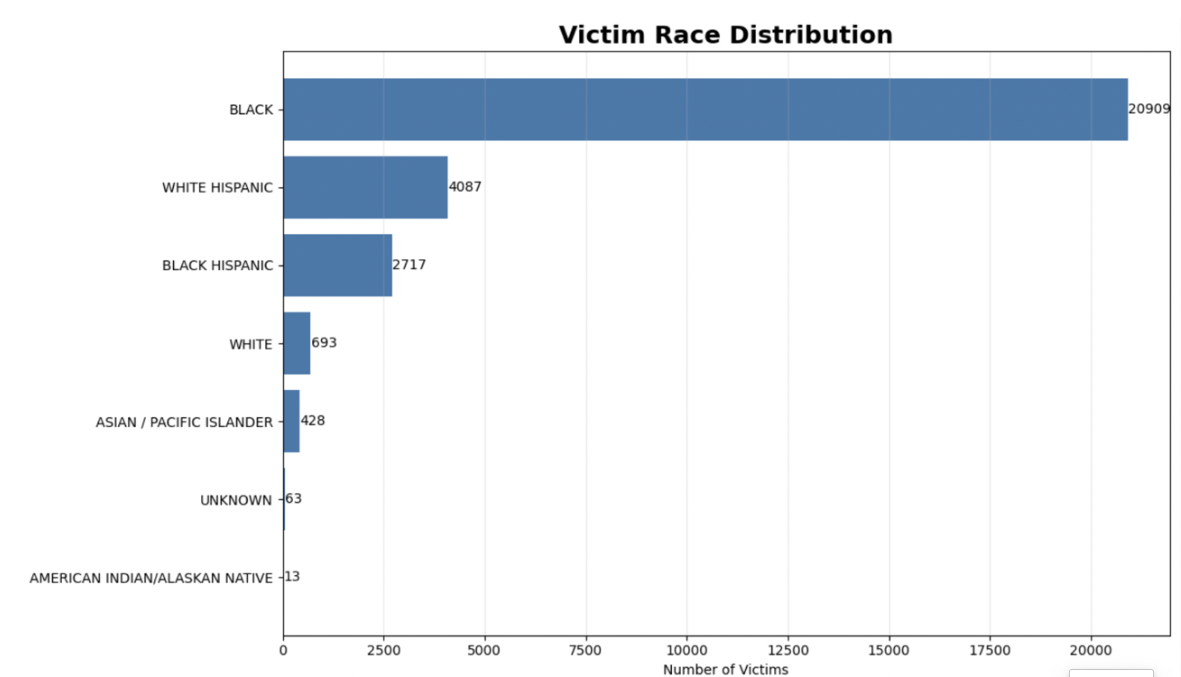 Victim Race Distribution
BLACK 20909
WHITE HISPANIC 4087
BLACK HISPANIC 2717
WHITE 693
ASIAN / PACIFIC ISLANDER 428
UNKNOWN 63
AMERICAN INDIAN/ALASKAN NATIVE 13
0 2500 5000 7500 10000 12500 15000 17500 20000
Number of Victims